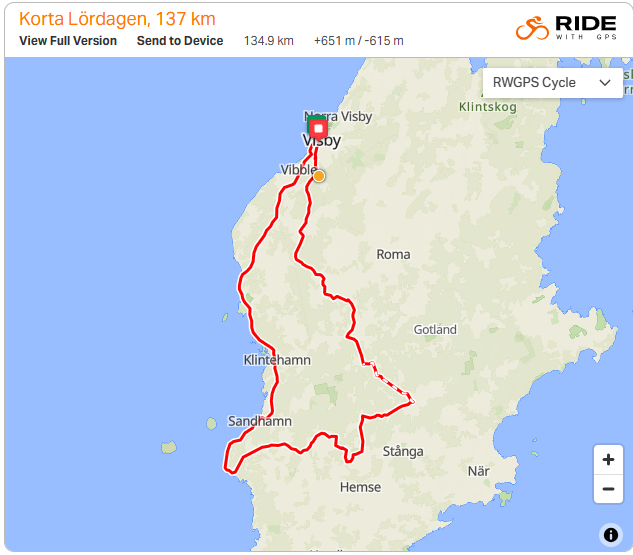 Korta Lördagen, 137 km
View Full Version Send to Device 134.9 km +651 m / -615 m
RIDE
WITH GPS
RWGPS Cycle
Klintskog
Norra Visby
Visby
Vibble
Roma
Gotland
Klintehamn
Sandhamn
Stånga
När
Hemse
+
−